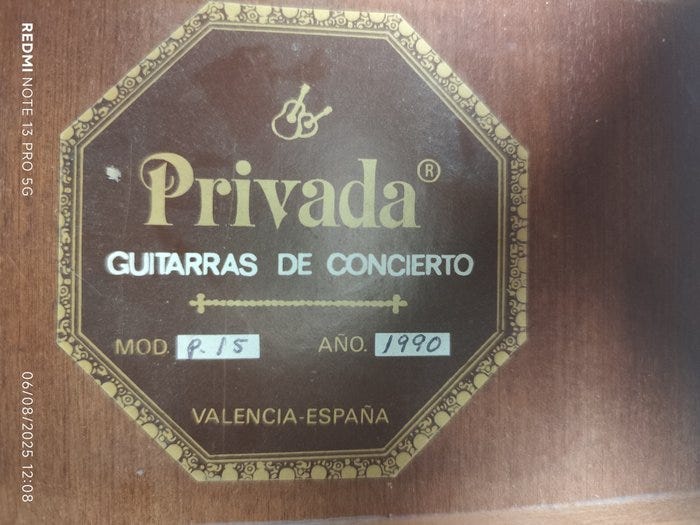 Privada®
GUITARRAS DE CONCIERTO
MOD. P. 15 AÑO. 1990
VALENCIA-ESPAÑA
REDMI NOTE 13 PRO 5G
06/08/2025 12:08